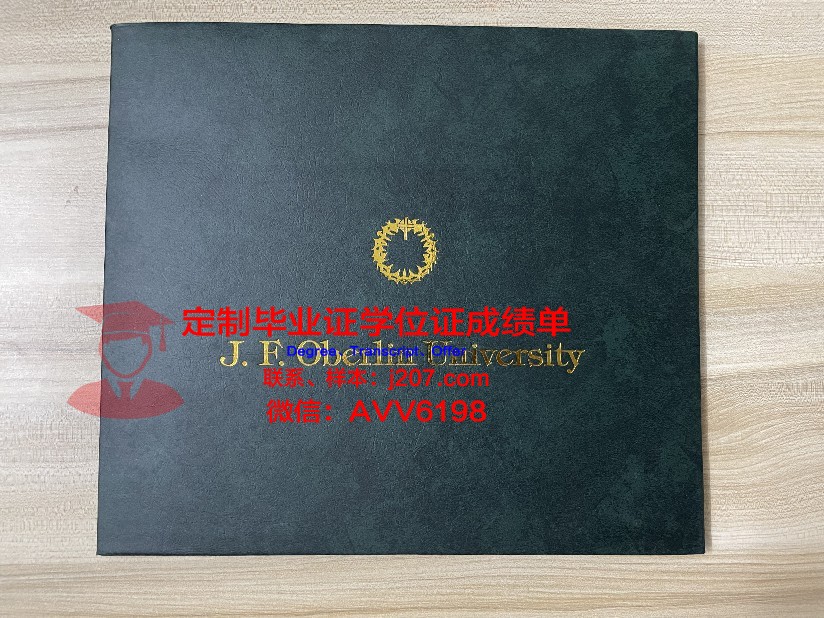 定制毕业证学位证成绩单
Degree、Transcript、Offer
J. F. Oberlin University
联系、样本：j207.com
微信：AVV6198